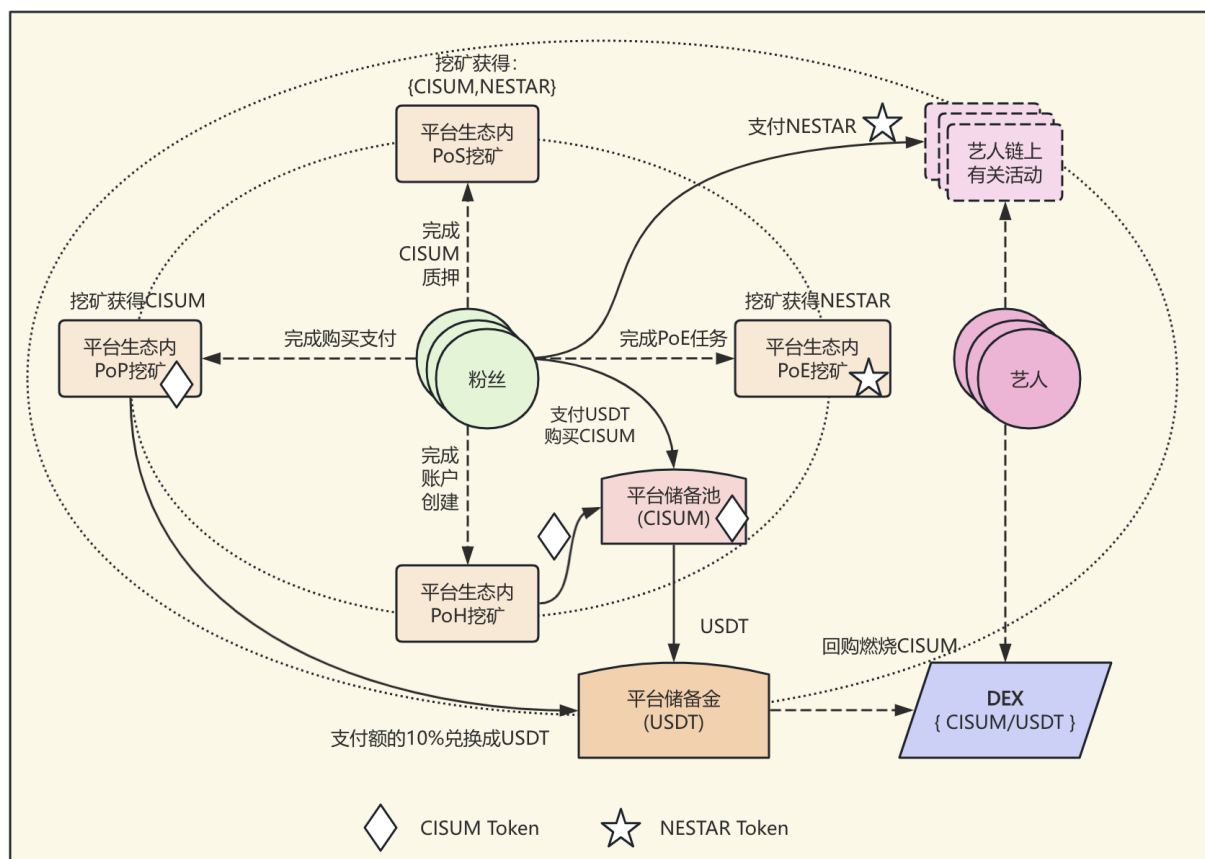 挖矿获得：
{CISUM,NESTAR}
平台生态内
PoS挖矿
支付NESTAR
艺人链上
有关活动
完成
CISUM
质押
挖矿获得CISUM
平台生态内
PoP挖矿
完成购买支付
粉丝
完成PoE任务
挖矿获得NESTAR
平台生态内
PoE挖矿
艺人
支付USDT
购买CISUM
完成
账户
创建
平台储备池
(CISUM)
平台生态内
PoH挖矿
USDT
回购燃烧CISUM
平台储备金
(USDT)
DEX
{ CISUM/USDT }
支付额的10%兑换成USDT
CISUM Token
NESTAR Token